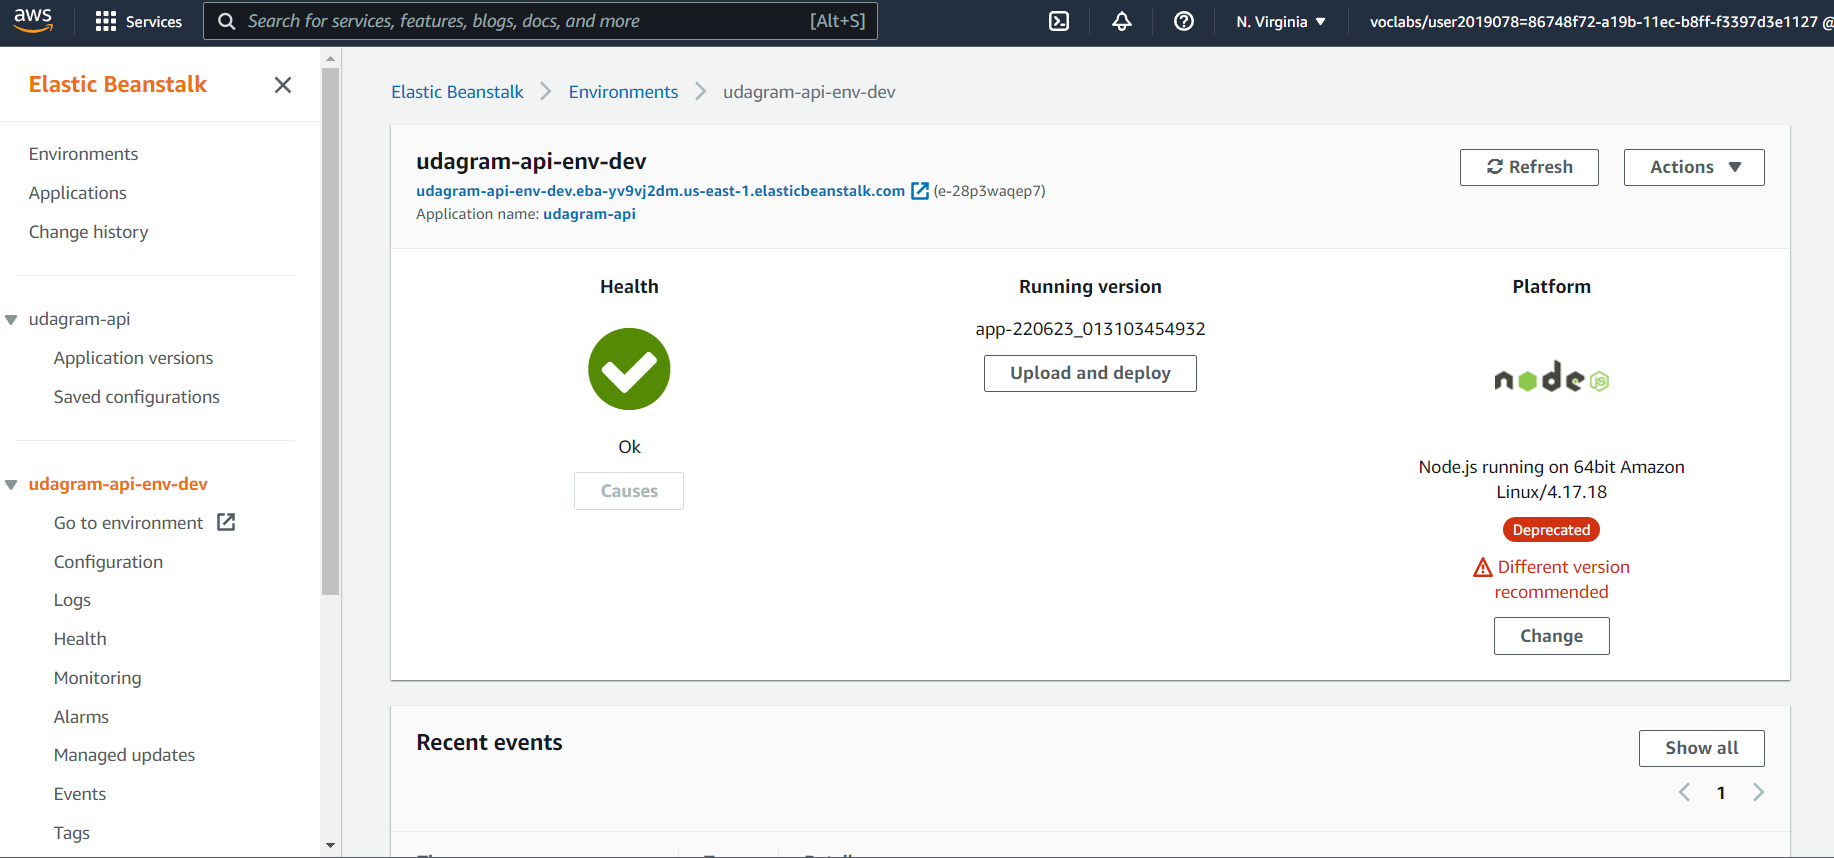 aws
Services
Search for services, features, blogs, docs, and more
[Alt+S]
N. Virginia
voclabs/user2019078=86748f72-a19b-11ec-b8ff-f3397d3e1127 @
Elastic Beanstalk
Environments
Applications
Change history
udagram-api
Application versions
Saved configurations
udagram-api-env-dev
Go to environment
Configuration
Logs
Health
Monitoring
Alarms
Managed updates
Events
Tags
Elastic Beanstalk
Environments
udagram-api-env-dev
udagram-api-env-dev
udagram-api-env-dev.eba-yv9vj2dm.us-east-1.elasticbeanstalk.com (e-28p3waqep7)
Application name: udagram-api
Refresh
Actions
Health
Ok
Causes
Running version
app-220623_013103454932
Upload and deploy
Platform
node JS
Node.js running on 64bit Amazon
Linux/4.17.18
Deprecated
Different version
recommended
Change
Recent events
Show all
1